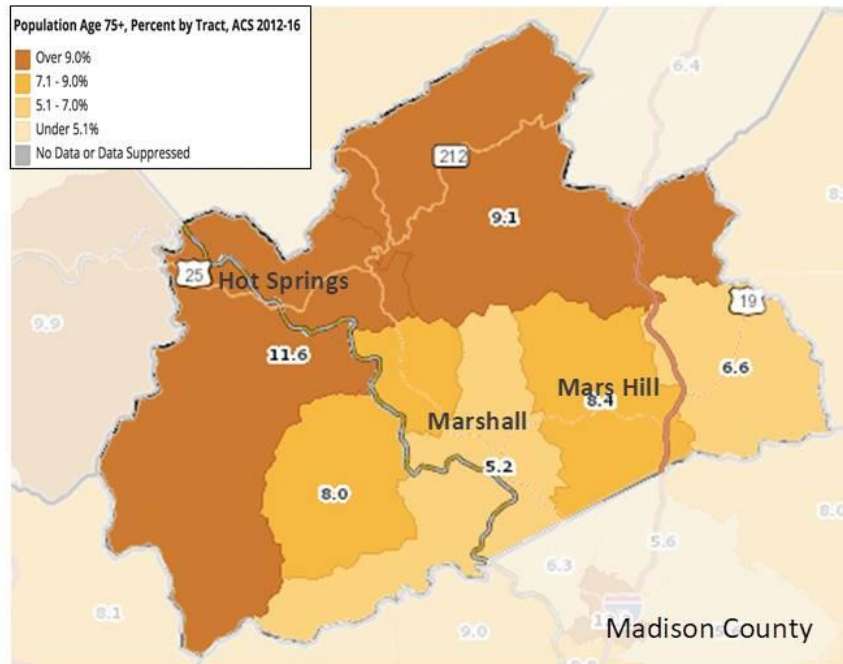 Population Age 75+, Percent by Tract, ACS 2012-16
Over 9.0%
7.1 - 9.0%
5.1 - 7.0%
Under 5.1%
No Data or Data Suppressed
6.4
212
9.1
25
Hot Springs
19
9.9
11.6
6.6
Mars Hill
8.4
Marshall
5.2
8.0
8.0
5.6
6.3
8.1
9.0
Madison County